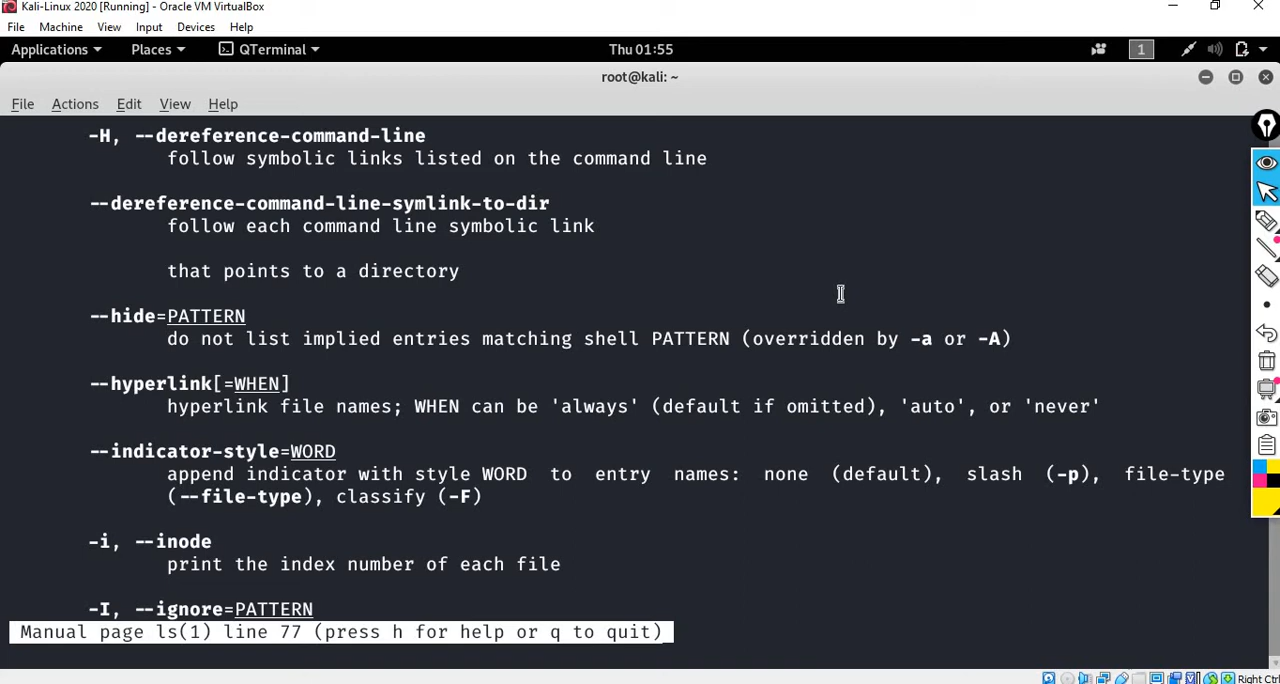 Kali-Linux 2020 [Running] - Oracle VM VirtualBox
File Machine View Input Devices Help
Applications Places QTerminal Thu 01:55 1
root@kali: ~
File Actions Edit View Help
-H, --dereference-command-line
follow symbolic links listed on the command line
--dereference-command-line-symlink-to-dir
follow each command line symbolic link
that points to a directory
--hide=PATTERN
do not list implied entries matching shell PATTERN (overridden by -a or -A)
--hyperlink[=WHEN]
hyperlink file names; WHEN can be 'always' (default if omitted), 'auto', or 'never'
--indicator-style=WORD
append indicator with style WORD to entry names: none (default), slash (-p), file-type
(--file-type), classify (-F)
-i, --inode
print the index number of each file
-I, --ignore=PATTERN
Manual page ls(1) line 77 (press h for help or q to quit)
Right Ctrl